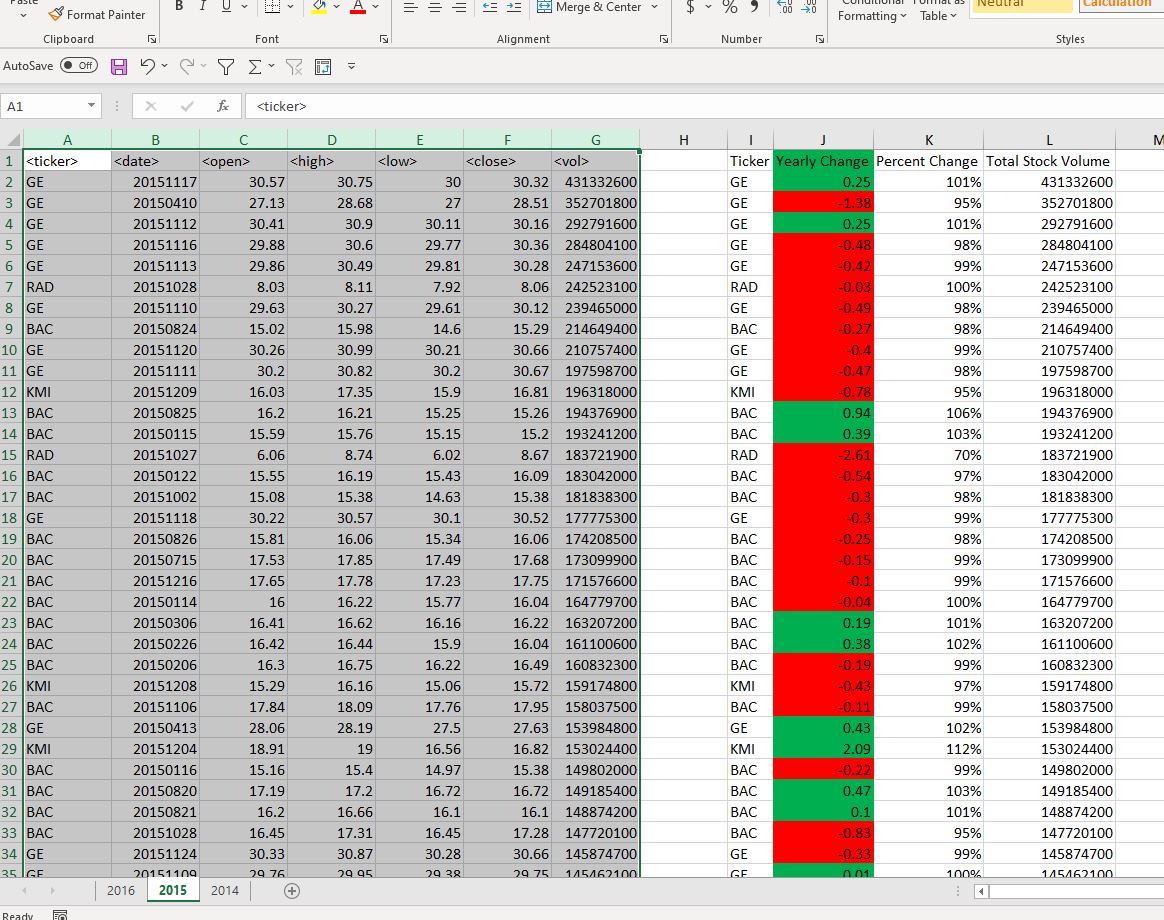 Paste B I U Merge & Center $ % Conditional Format as Neutral Calculation
Format Painter Formatting Table
Clipboard Font Alignment Number Styles
AutoSave Off
A1 fx <ticker>
A B C D E F G H I J K L M
1 <ticker> <date> <open> <high> <low> <close> <vol> Ticker Yearly Change Percent Change Total Stock Volume
2 GE 20151117 30.57 30.75 30 30.32 431332600 GE 0.25 101% 431332600
3 GE 20150410 27.13 28.68 27 28.51 352701800 GE -1.38 95% 352701800
4 GE 20151112 30.41 30.9 30.11 30.16 292791600 GE 0.25 101% 292791600
5 GE 20151116 29.88 30.6 29.77 30.36 284804100 GE -0.48 98% 284804100
6 GE 20151113 29.86 30.49 29.81 30.28 247153600 GE -0.42 99% 247153600
7 RAD 20151028 8.03 8.11 7.92 8.06 242523100 RAD -0.03 100% 242523100
8 GE 20151110 29.63 30.27 29.61 30.12 239465000 GE -0.49 98% 239465000
9 BAC 20150824 15.02 15.98 14.6 15.29 214649400 BAC -0.27 98% 214649400
10 GE 20151120 30.26 30.99 30.21 30.66 210757400 GE -0.4 99% 210757400
11 GE 20151111 30.2 30.82 30.2 30.67 197598700 GE -0.47 98% 197598700
12 KMI 20151209 16.03 17.35 15.9 16.81 196318000 KMI -0.78 95% 196318000
13 BAC 20150825 16.2 16.21 15.25 15.26 194376900 BAC 0.94 106% 194376900
14 BAC 20150115 15.59 15.76 15.15 15.2 193241200 BAC 0.39 103% 193241200
15 RAD 20151027 6.06 8.74 6.02 8.67 183721900 RAD -2.61 70% 183721900
16 BAC 20150122 15.55 16.19 15.43 16.09 183042000 BAC -0.54 97% 183042000
17 BAC 20151002 15.08 15.38 14.63 15.38 181838300 BAC -0.3 98% 181838300
18 GE 20151118 30.22 30.57 30.1 30.52 177775300 GE -0.3 99% 177775300
19 BAC 20150826 15.81 16.06 15.34 16.06 174208500 BAC -0.25 98% 174208500
20 BAC 20150715 17.53 17.85 17.49 17.68 173099900 BAC -0.15 99% 173099900
21 BAC 20151216 17.65 17.78 17.23 17.75 171576600 BAC -0.1 99% 171576600
22 BAC 20150114 16 16.22 15.77 16.04 164779700 BAC -0.04 100% 164779700
23 BAC 20150306 16.41 16.62 16.16 16.22 163207200 BAC 0.19 101% 163207200
24 BAC 20150226 16.42 16.44 15.9 16.04 161100600 BAC 0.38 102% 161100600
25 BAC 20150206 16.3 16.75 16.22 16.49 160832300 BAC -0.19 99% 160832300
26 KMI 20151208 15.29 16.16 15.06 15.72 159174800 KMI -0.43 97% 159174800
27 BAC 20151106 17.84 18.09 17.76 17.95 158037500 BAC -0.11 99% 158037500
28 GE 20150413 28.06 28.19 27.5 27.63 153984800 GE 0.43 102% 153984800
29 KMI 20151204 18.91 19 16.56 16.82 153024400 KMI 2.09 112% 153024400
30 BAC 20150116 15.16 15.4 14.97 15.38 149802000 BAC -0.22 99% 149802000
31 BAC 20150820 17.19 17.2 16.72 16.72 149185400 BAC 0.47 103% 149185400
32 BAC 20150821 16.2 16.66 16.1 16.1 148874200 BAC 0.1 101% 148874200
33 BAC 20151028 16.45 17.31 16.45 17.28 147720100 BAC -0.83 95% 147720100
34 GE 20151124 30.33 30.87 30.28 30.66 145874700 GE -0.33 99% 145874700
35 GE 20151109 29.76 29.95 29.38 29.75 145462100 GE 0.01 100% 145462100
2016 2015 2014
Ready